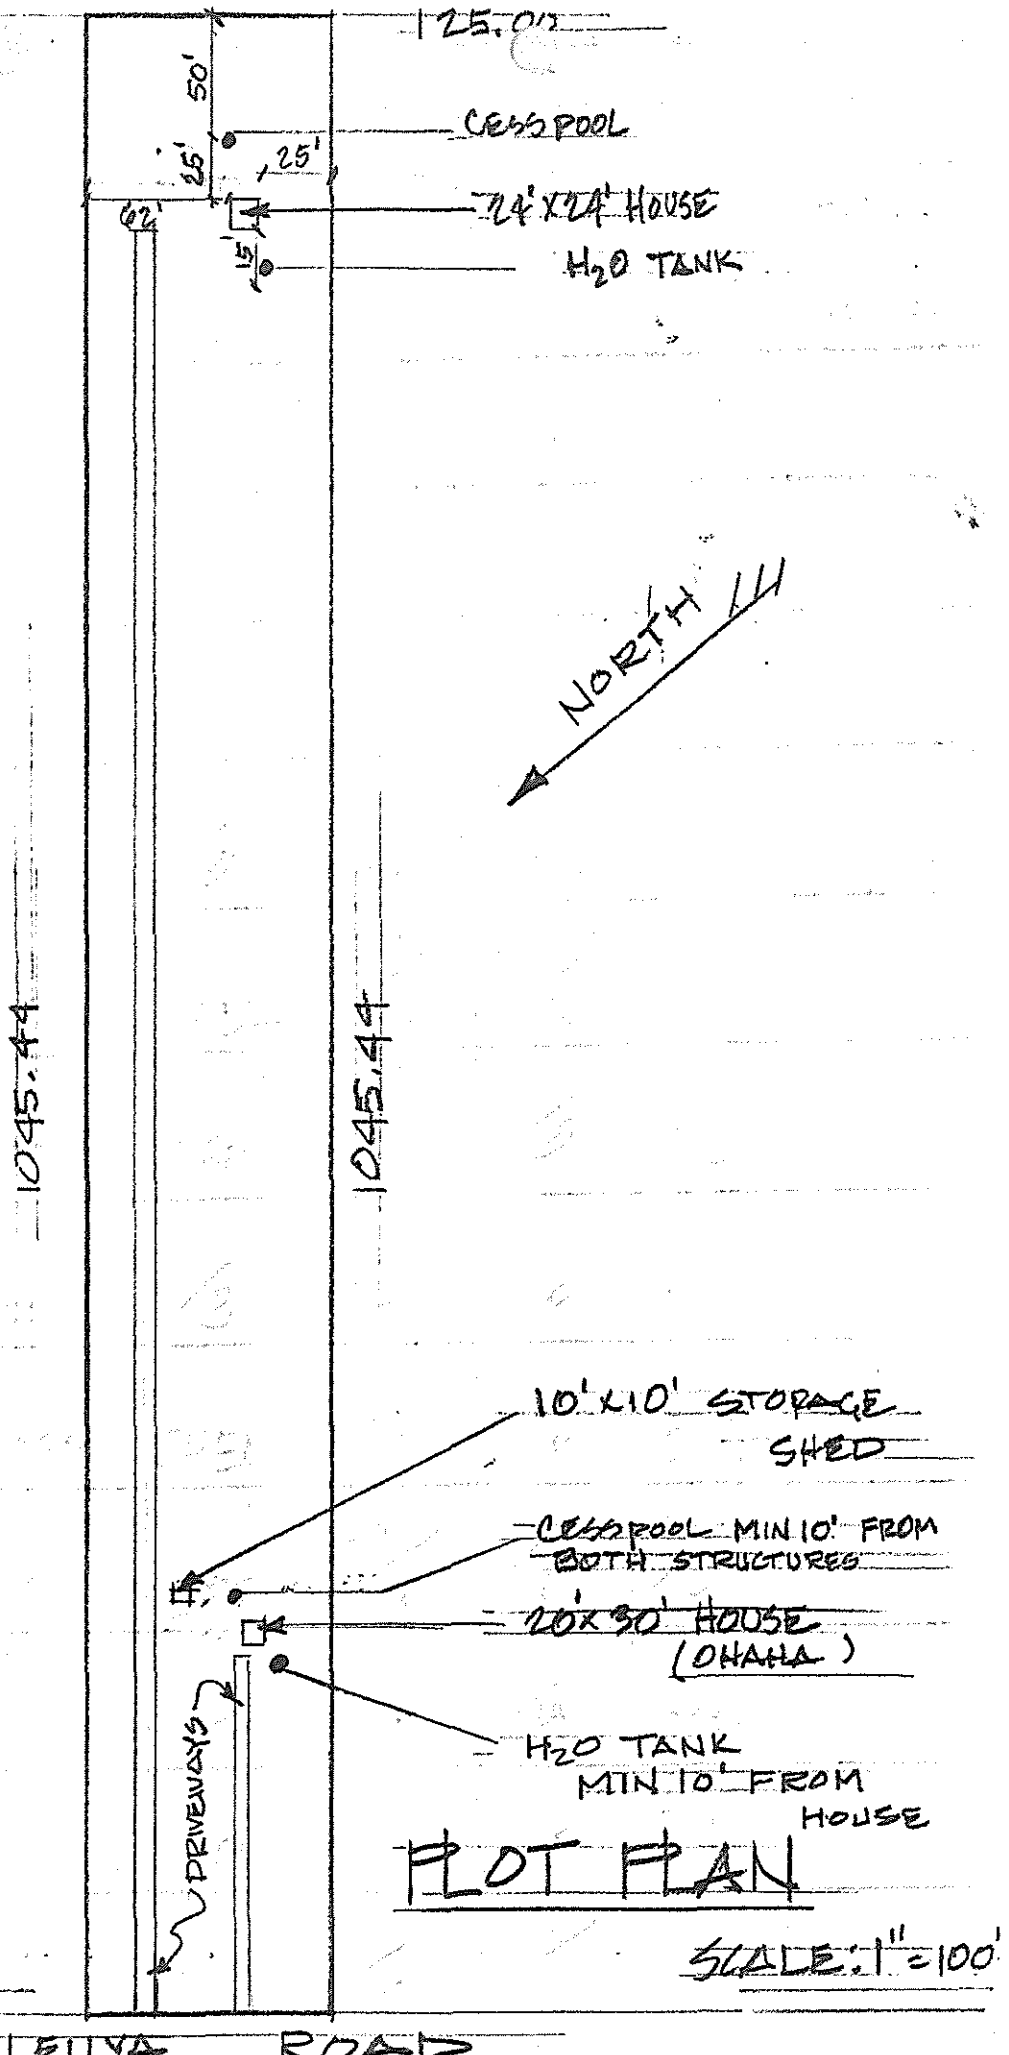 125.00
50'
CESSPOOL
25'
25'
24'X24' HOUSE
62'
15'
H2O TANK
NORTH
1045.44
1045.44
10'X10' STORAGE
SHED
CESSPOOL MIN 10' FROM
BOTH STRUCTURES
20'X30' HOUSE
(OHANA)
DRIVEWAYS
H2O TANK
MIN 10' FROM
HOUSE
PLOT PLAN
SCALE: 1"=100'
ROAD